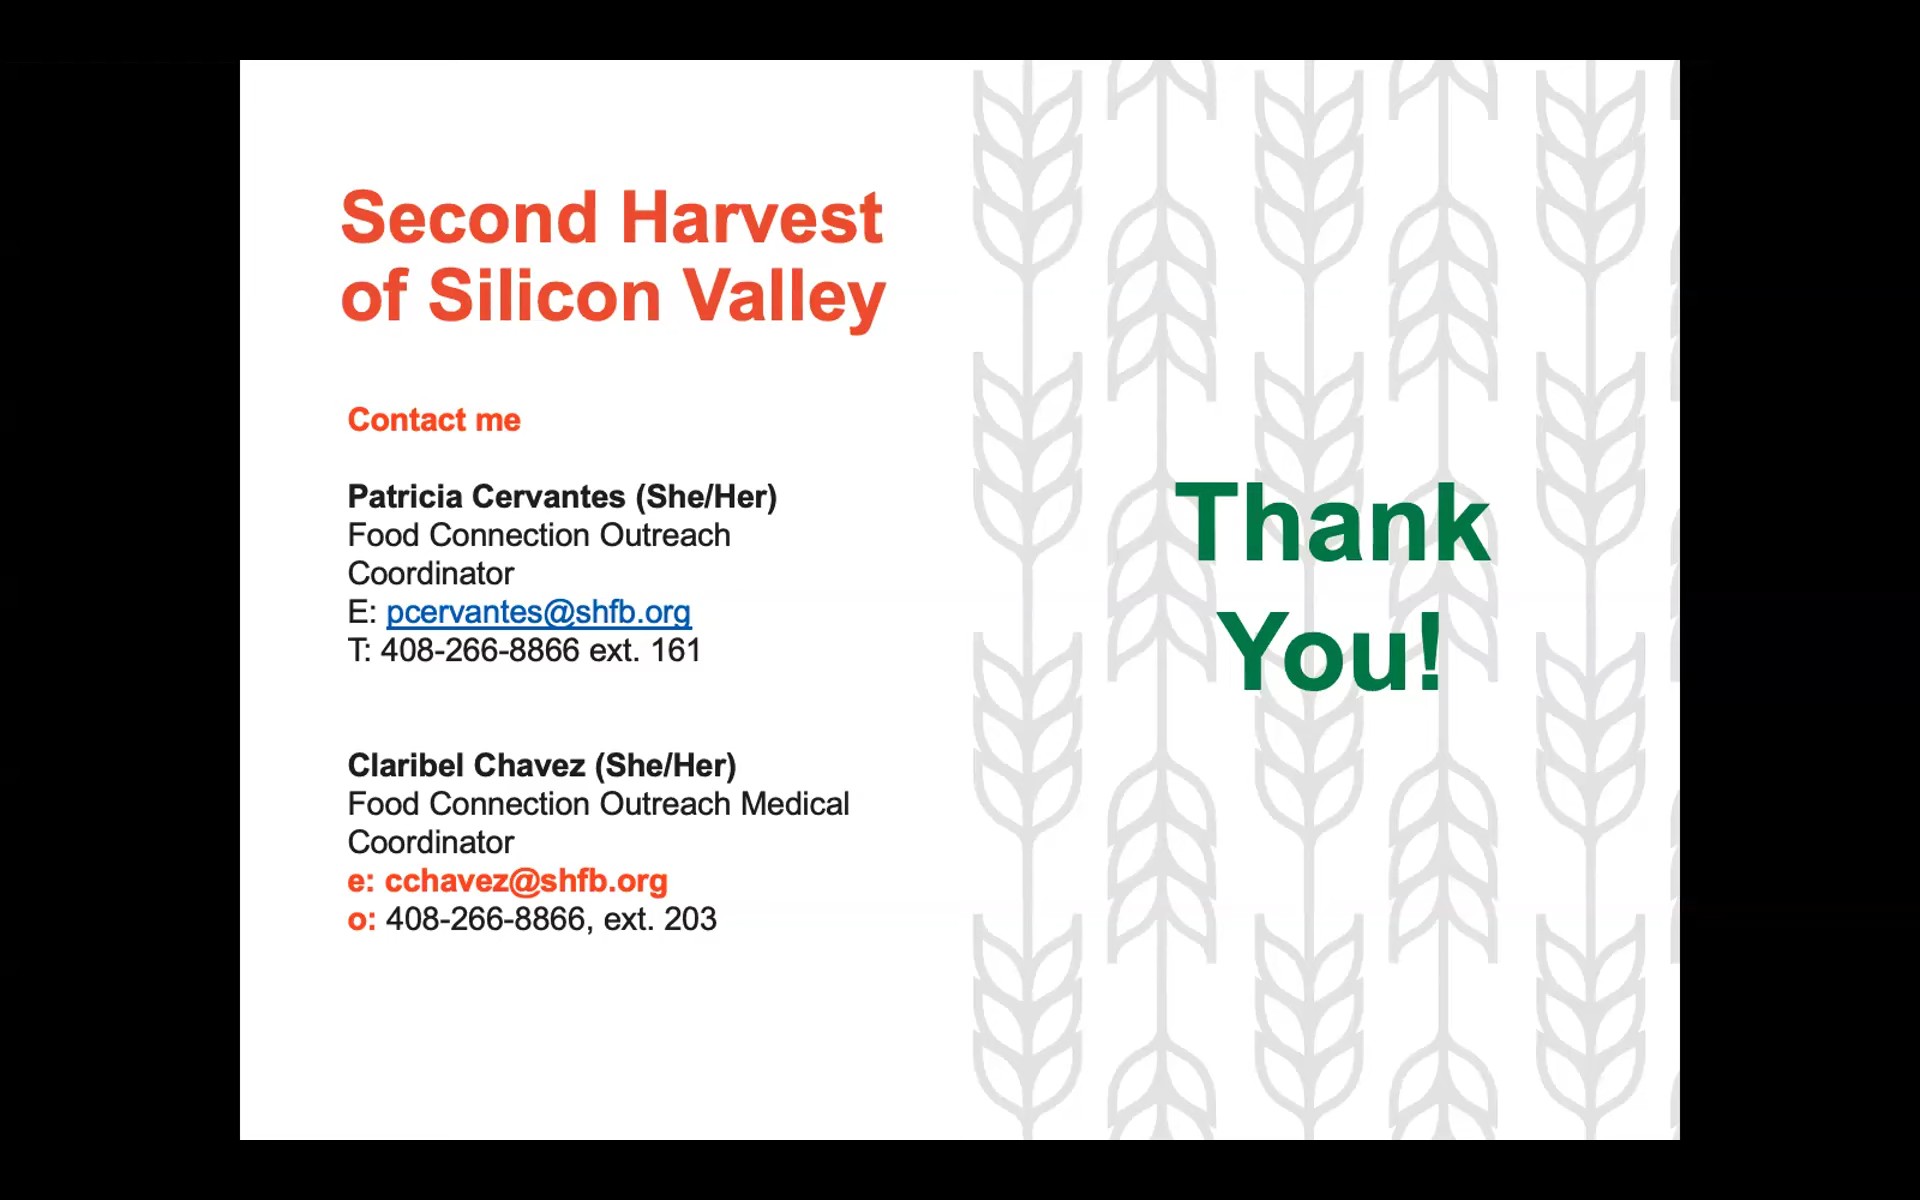 Second Harvest
of Silicon Valley
Contact me
Patricia Cervantes (She/Her)
Food Connection Outreach
Coordinator
E: pcervantes@shfb.org
T: 408-266-8866 ext. 161
Claribel Chavez (She/Her)
Food Connection Outreach Medical
Coordinator
e: cchavez@shfb.org
o: 408-266-8866, ext. 203
Thank
You!